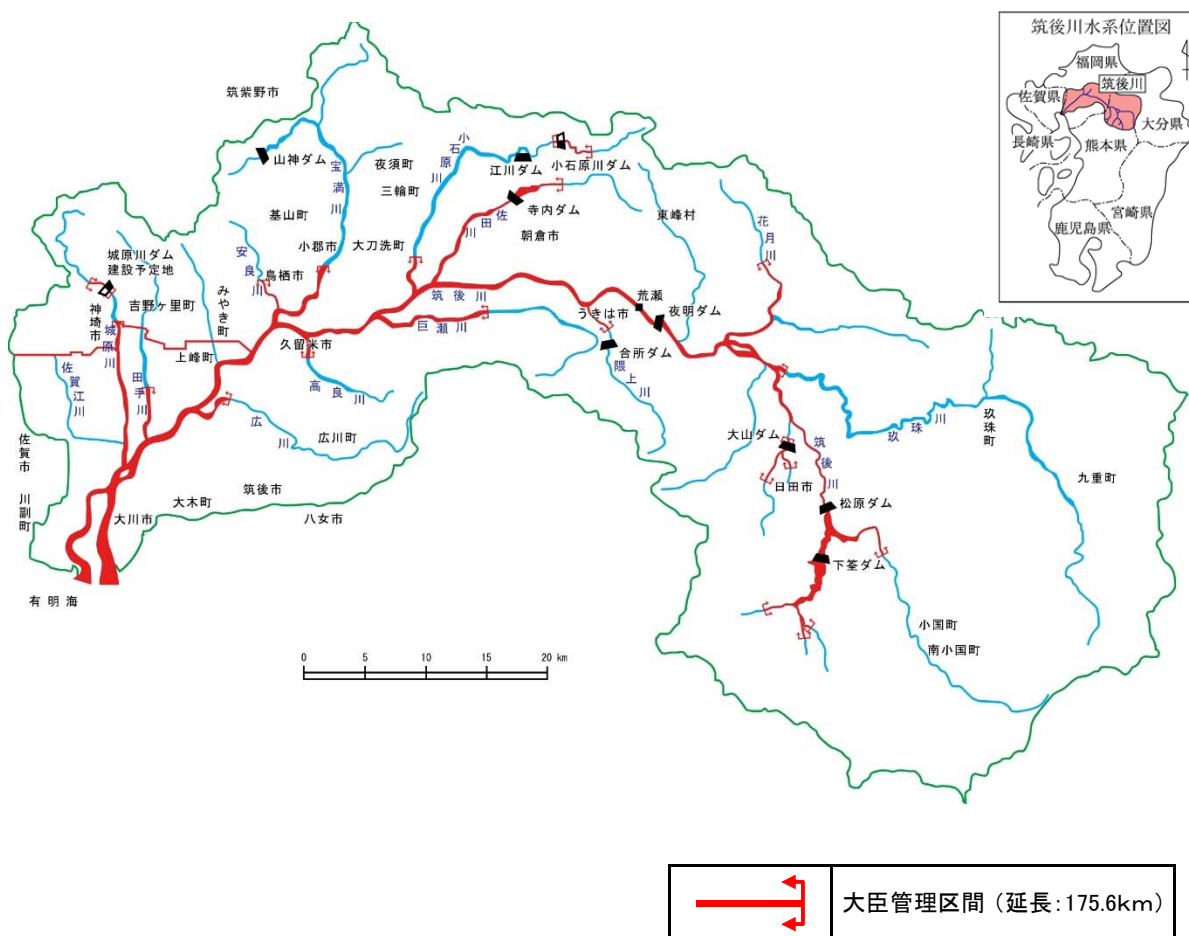 筑後川水系位置図
福岡県
筑後川
佐賀県
大分県
長崎県
熊本県
宮崎県
鹿児島県
筑紫野市
山神ダム
宝満川
夜須町
三輪町
小石原川
江川ダム
小石原川ダム
寺内ダム
佐田川
朝倉市
東峰村
花月川
基山町
小郡市
大刀洗町
安良川
鳥栖市
城原川ダム
建設予定地
吉野ヶ里町
みやき町
神埼市
城原川
上峰町
佐賀江川
田手川
久留米市
筑後川
巨瀬川
高良川
うきは市
荒瀬
夜明ダム
合所ダム
隈上川
広川
広川町
玖珠川
玖珠町
九重町
大山ダム
日田市
筑後川
松原ダム
下筌ダム
小国町
南小国町
佐賀市
川副町
大川市
大木町
筑後市
八女市
有明海
0 5 10 15 20 km
大臣管理区間（延長：175.6km）